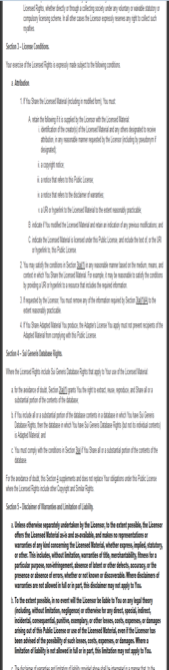 Licensed Rights, whether directly or through a collecting society under any voluntary or waivable statutory or
compulsory licensing scheme. In all other cases the Licensor expressly reserves any right to collect such
royalties.
Section 3 – License Conditions.
Your exercise of the Licensed Rights is expressly made subject to the following conditions.
a. Attribution.
1. If You Share the Licensed Material (including in modified form), You must:
A. retain the following if it is supplied by the Licensor with the Licensed Material:
i. identification of the creator(s) of the Licensed Material and any others designated to receive
attribution, in any reasonable manner requested by the Licensor (including by pseudonym if
designated);
ii. a copyright notice;
iii. a notice that refers to this Public License;
iv. a notice that refers to the disclaimer of warranties;
v. a URI or hyperlink to the Licensed Material to the extent reasonably practicable;
B. indicate if You modified the Licensed Material and retain an indication of any previous modifications; and
C. indicate the Licensed Material is licensed under this Public License, and include the text of, or the URI
or hyperlink to, this Public License.
2. You may satisfy the conditions in Section 3(a)(1) in any reasonable manner based on the medium, means, and
context in which You Share the Licensed Material. For example, it may be reasonable to satisfy the conditions
by providing a URI or hyperlink to a resource that includes the required information.
3. If requested by the Licensor, You must remove any of the information required by Section 3(a)(1)(A) to the
extent reasonably practicable.
4. If You Share Adapted Material You produce, the Adapter's License You apply must not prevent recipients of the
Adapted Material from complying with this Public License.
Section 4 – Sui Generis Database Rights.
Where the Licensed Rights include Sui Generis Database Rights that apply to Your use of the Licensed Material:
a. for the avoidance of doubt, Section 2(a)(1) grants You the right to extract, reuse, reproduce, and Share all or a
substantial portion of the contents of the database;
b. if You include all or a substantial portion of the database contents in a database in which You have Sui Generis
Database Rights, then the database in which You have Sui Generis Database Rights (but not its individual contents)
is Adapted Material; and
c. You must comply with the conditions in Section 3(a) if You Share all or a substantial portion of the contents of the
database.
For the avoidance of doubt, this Section 4 supplements and does not replace Your obligations under this Public License
where the Licensed Rights include other Copyright and Similar Rights.
Section 5 – Disclaimer of Warranties and Limitation of Liability.
a. Unless otherwise separately undertaken by the Licensor, to the extent possible, the Licensor
offers the Licensed Material as-is and as-available, and makes no representations or
warranties of any kind concerning the Licensed Material, whether express, implied, statutory,
or other. This includes, without limitation, warranties of title, merchantability, fitness for a
particular purpose, non-infringement, absence of latent or other defects, accuracy, or the
presence or absence of errors, whether or not known or discoverable. Where disclaimers of
warranties are not allowed in full or in part, this disclaimer may not apply to You.
b. To the extent possible, in no event will the Licensor be liable to You on any legal theory
(including, without limitation, negligence) or otherwise for any direct, special, indirect,
incidental, consequential, punitive, exemplary, or other losses, costs, expenses, or damages
arising out of this Public License or use of the Licensed Material, even if the Licensor has
been advised of the possibility of such losses, costs, expenses, or damages. Where a
limitation of liability is not allowed in full or in part, this limitation may not apply to You.